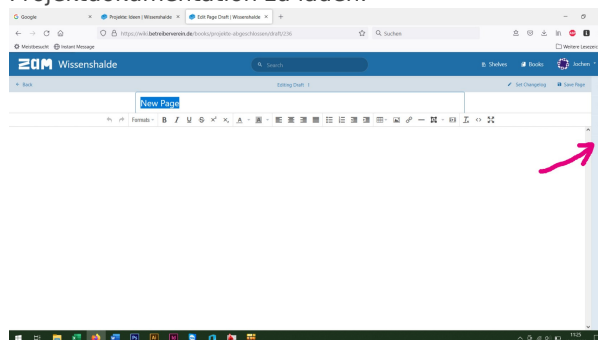 Projektdokumentation zu laden.
Google
Projekte: Ideen | Wissenshalde
Edit Page Draft | Wissenshalde
https://wiki.betreiberverein.de/books/projekte-abgeschlossen/draft/236
Suchen
Meistbesucht
Instant Message
Weitere Lesezeic
ZAM Wissenshalde
Search
Shelves
Books
Jochen
Back
Editing Draft
Set Changelog
Save Page
New Page
Formats
1125